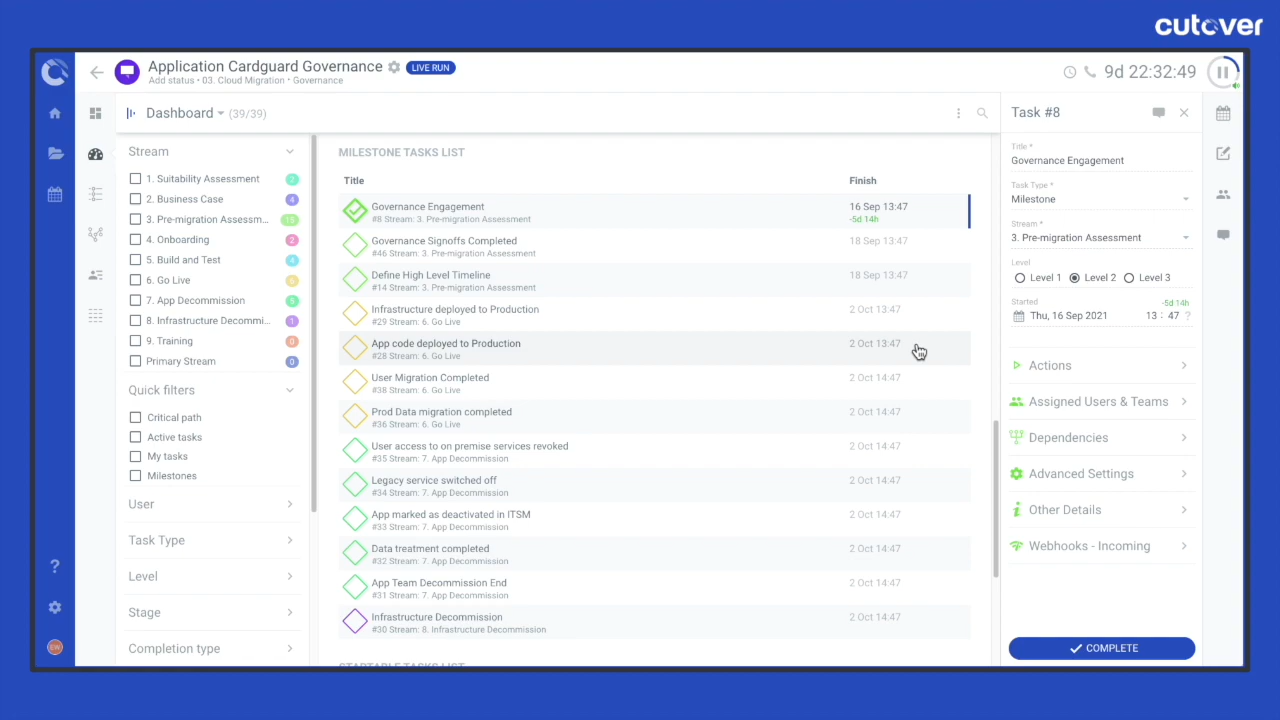 cutover
Application Cardguard Governance LIVE RUN
Add status • 03. Cloud Migration • Governance
9d 22:32:49
Dashboard (39/39)
Stream
1. Suitability Assessment 2
2. Business Case 4
3. Pre-migration Assessm... 15
4. Onboarding 2
5. Build and Test 4
6. Go Live 6
7. App Decommission 5
8. Infrastructure Decommi... 1
9. Training 0
Primary Stream 0
Quick filters
Critical path
Active tasks
My tasks
Milestones
User
Task Type
Level
Stage
Completion type
?
EW
MILESTONE TASKS LIST
Title Finish
Governance Engagement 16 Sep 13:47
#8 Stream: 3. Pre-migration Assessment -5d 14h
Governance Signoffs Completed 18 Sep 13:47
#46 Stream: 3. Pre-migration Assessment
Define High Level Timeline 18 Sep 13:47
#14 Stream: 3. Pre-migration Assessment
Infrastructure deployed to Production 2 Oct 13:47
#29 Stream: 6. Go Live
App code deployed to Production 2 Oct 13:47
#28 Stream: 6. Go Live
User Migration Completed 2 Oct 14:47
#38 Stream: 6. Go Live
Prod Data migration completed 2 Oct 14:47
#36 Stream: 6. Go Live
User access to on premise services revoked 2 Oct 14:47
#35 Stream: 7. App Decommission
Legacy service switched off 2 Oct 14:47
#34 Stream: 7. App Decommission
App marked as deactivated in ITSM 2 Oct 14:47
#33 Stream: 7. App Decommission
Data treatment completed 2 Oct 14:47
#32 Stream: 7. App Decommission
App Team Decommission End 2 Oct 14:47
#31 Stream: 7. App Decommission
Infrastructure Decommission 2 Oct 14:47
#30 Stream: 8. Infrastructure Decommission
STARTABLE TASKS LIST
Task #8
Title *
Governance Engagement
Task Type *
Milestone
Stream *
3. Pre-migration Assessment
Level
Level 1 Level 2 Level 3
Started -5d 14h
Thu, 16 Sep 2021 13 : 47 ?
Actions
Assigned Users & Teams
Dependencies
Advanced Settings
Other Details
Webhooks - Incoming
COMPLETE